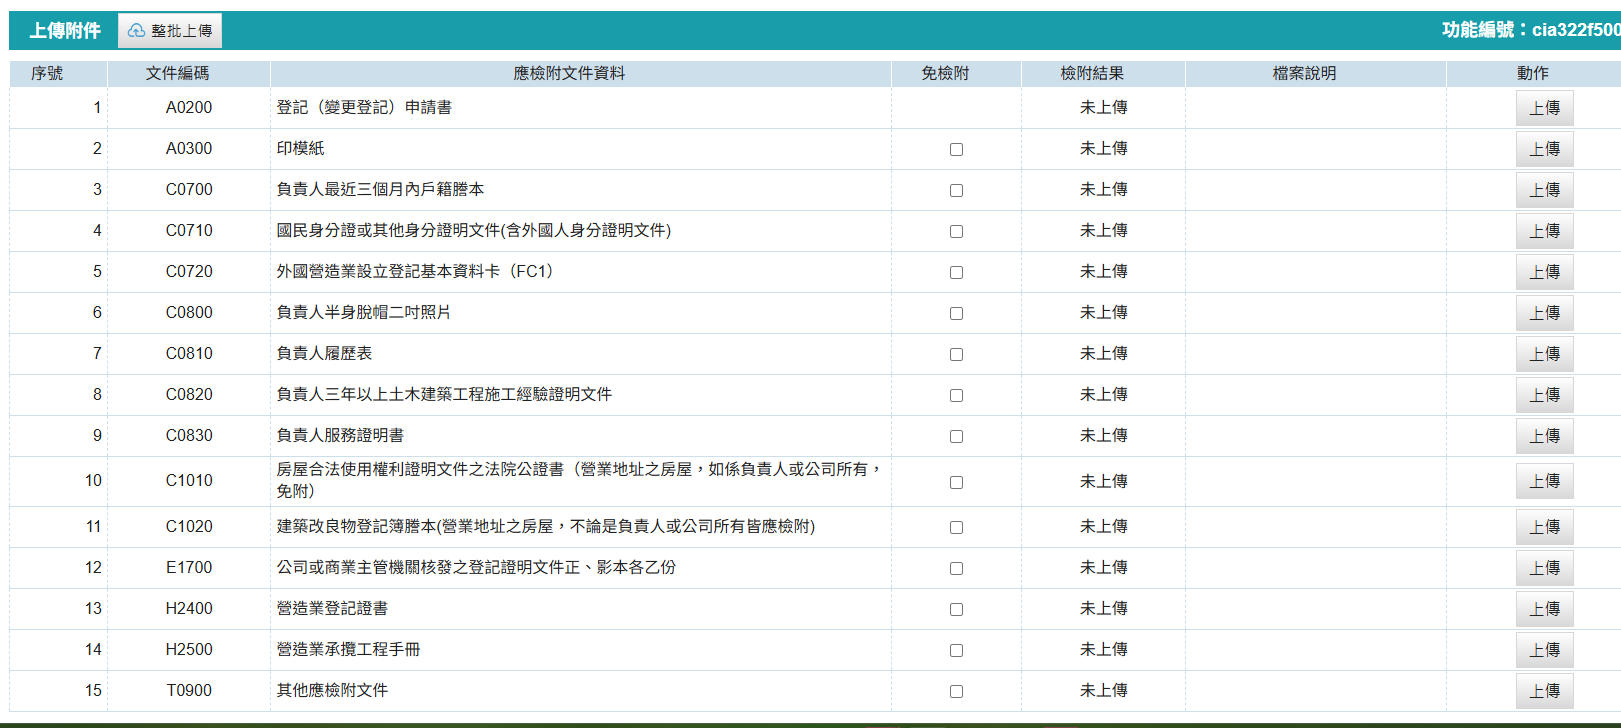 上傳附件 整批上傳 功能編號：cia322f500
序號 文件編碼 應檢附文件資料 免檢附 檢附結果 檔案說明 動作
1 A0200 登記（變更登記）申請書 未上傳 上傳
2 A0300 印模紙 未上傳 上傳
3 C0700 負責人最近三個月內戶籍謄本 未上傳 上傳
4 C0710 國民身分證或其他身分證明文件(含外國人身分證明文件) 未上傳 上傳
5 C0720 外國營造業設立登記基本資料卡（FC1） 未上傳 上傳
6 C0800 負責人半身脫帽二吋照片 未上傳 上傳
7 C0810 負責人履歷表 未上傳 上傳
8 C0820 負責人三年以上土木建築工程施工經驗證明文件 未上傳 上傳
9 C0830 負責人服務證明書 未上傳 上傳
10 C1010 房屋合法使用權利證明文件之法院公證書（營業地址之房屋，如係負責人或公司所有， 未上傳 上傳
免附）
11 C1020 建築改良物登記簿謄本(營業地址之房屋，不論是負責人或公司所有皆應檢附) 未上傳 上傳
12 E1700 公司或商業主管機關核發之登記證明文件正、影本各乙份 未上傳 上傳
13 H2400 營造業登記證書 未上傳 上傳
14 H2500 營造業承攬工程手冊 未上傳 上傳
15 T0900 其他應檢附文件 未上傳 上傳